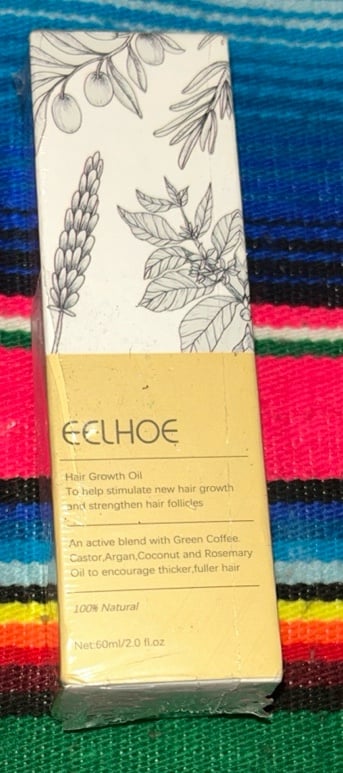 EELHOE
Hair Growth Oil
To help stimulate new hair growth
and strengthen hair follicles
An active blend with Green Coffee.
Castor,Argan,Coconut and Rosemary
Oil to encourage thicker,fuller hair
100% Natural
Net:60ml/2.0 fl.oz